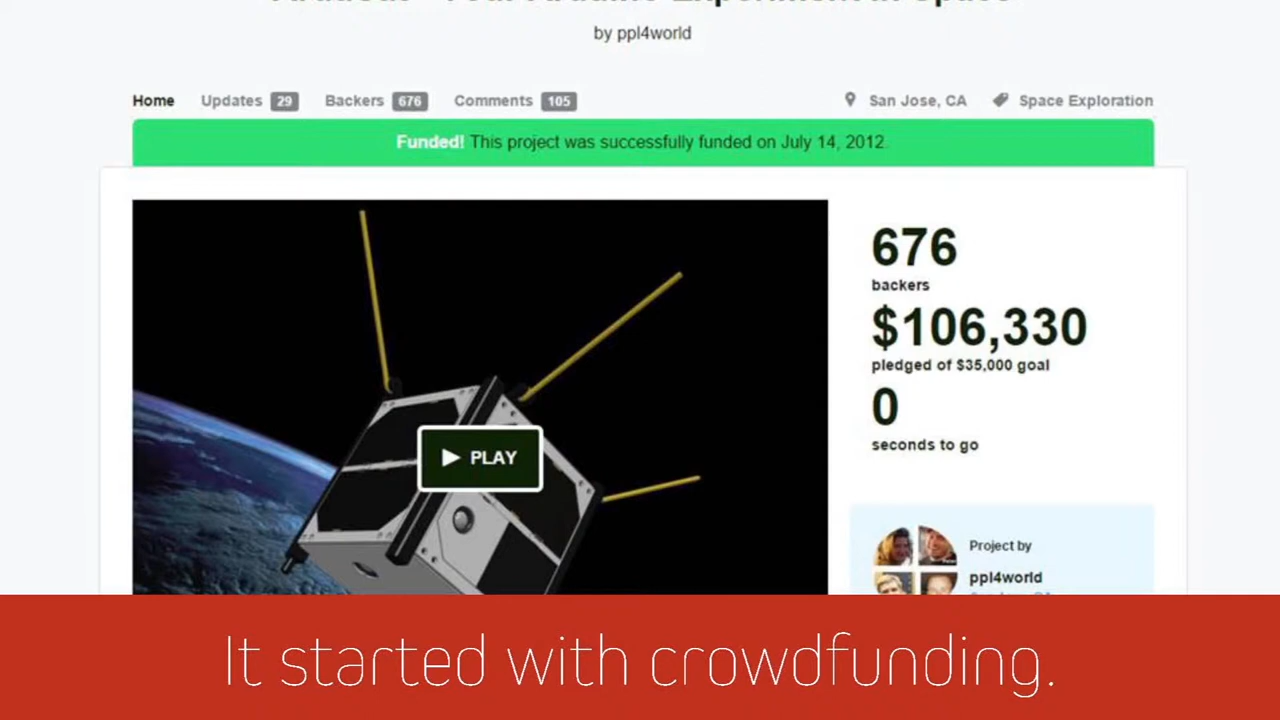 by ppl4world
Home Updates 29 Backers 676 Comments 105 San Jose, CA Space Exploration
Funded! This project was successfully funded on July 14, 2012.
676
backers
$106,330
pledged of $35,000 goal
0
seconds to go
PLAY
Project by
ppl4world
It started with crowdfunding.